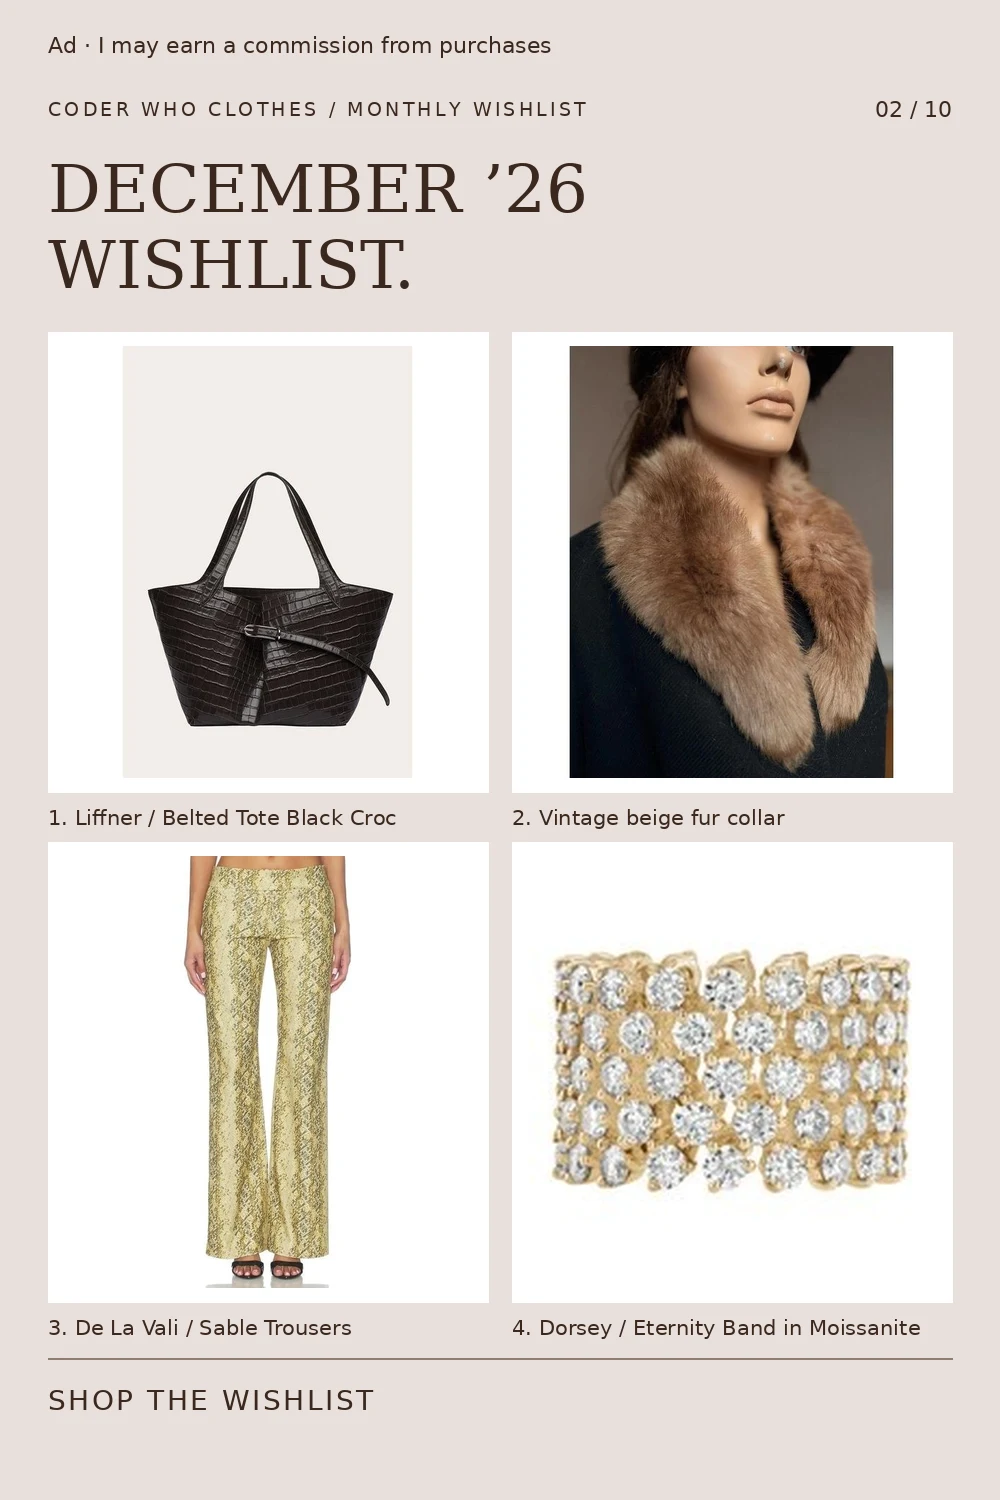 Ad · I may earn a commission from purchases
CODER WHO CLOTHES / MONTHLY WISHLIST
02 / 10
DECEMBER ’26
WISHLIST.
1. Liffner / Belted Tote Black Croc
2. Vintage beige fur collar
3. De La Vali / Sable Trousers
4. Dorsey / Eternity Band in Moissanite
SHOP THE WISHLIST